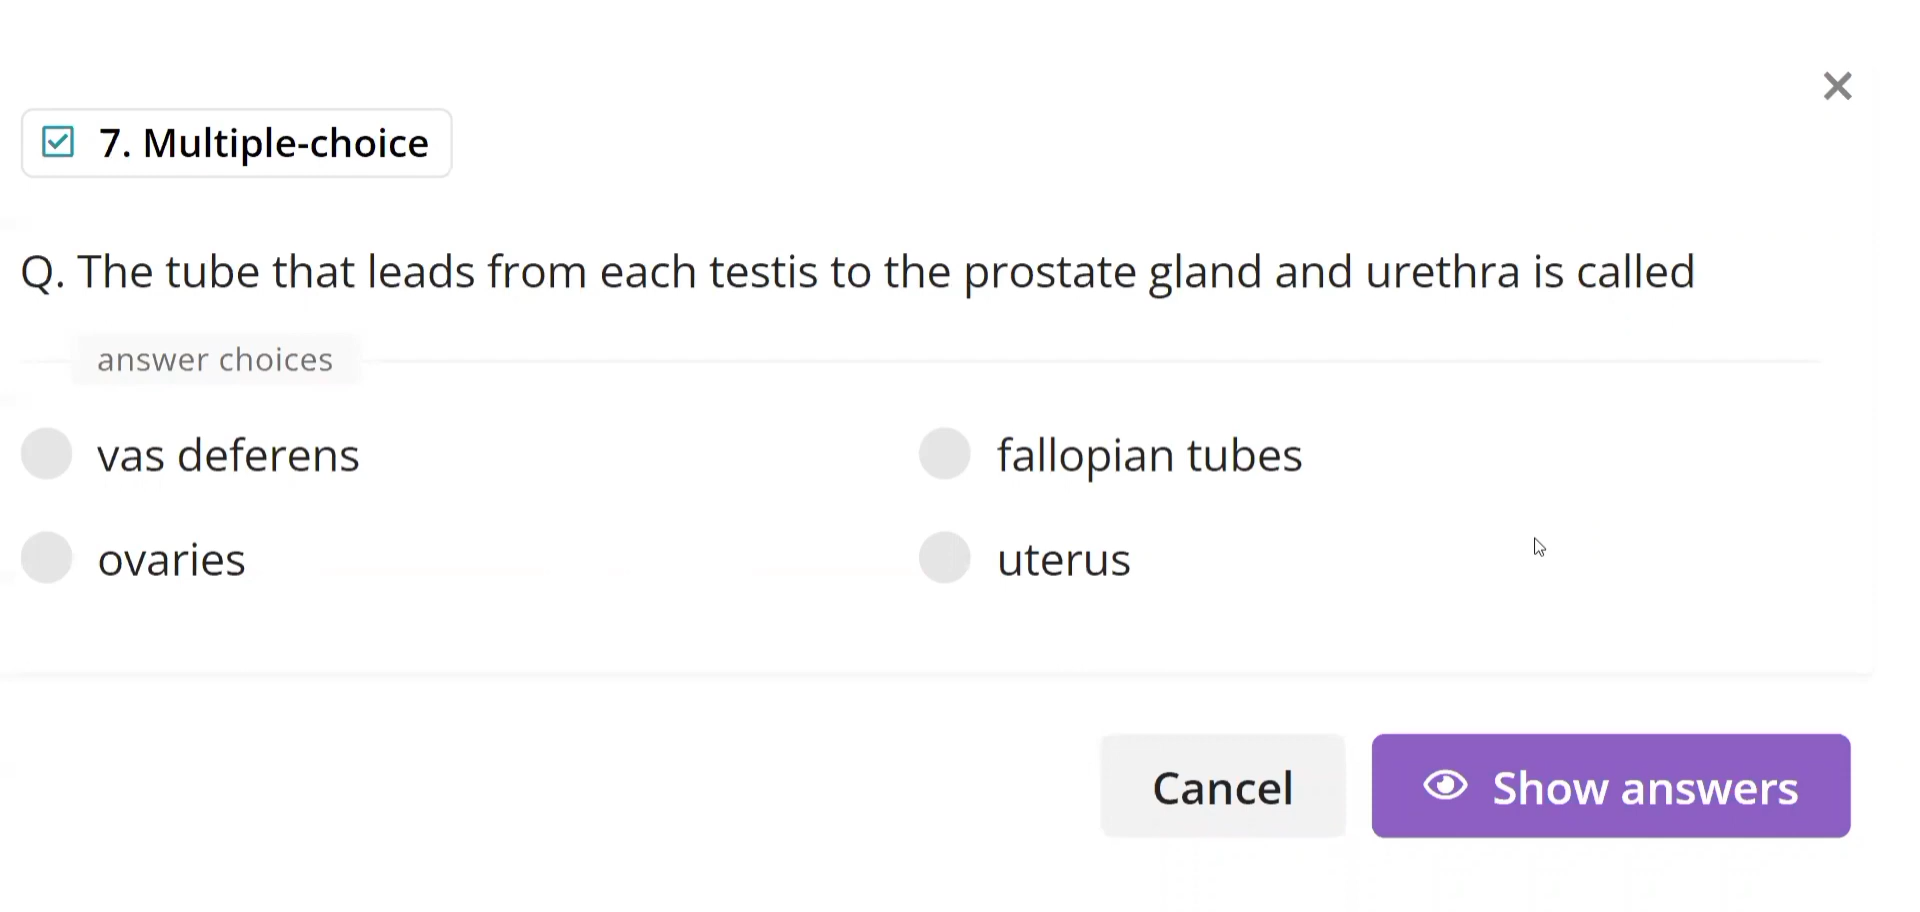 7. Multiple-choice
Q. The tube that leads from each testis to the prostate gland and urethra is called
answer choices
vas deferens
fallopian tubes
ovaries
uterus
Cancel
Show answers